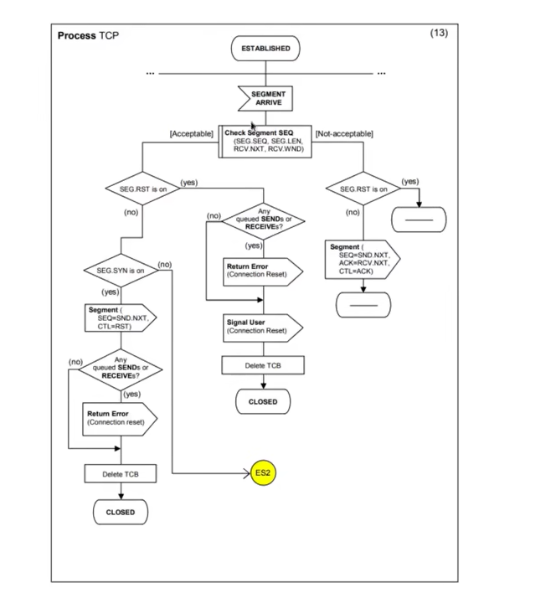 Process TCP
(13)
ESTABLISHED
...
...
SEGMENT
ARRIVE
[Acceptable]
Check Segment SEQ
(SEG.SEQ, SEG.LEN,
RCV.NXT, RCV.WND)
[Not-acceptable]
SEG.RST is on
(yes)
(no)
Any
queued SENDs or
RECEIVEs?
(no)
(yes)
SEG.RST is on
(yes)
(no)
Segment (
SEQ=SND.NXT,
ACK=RCV.NXT,
CTL=ACK)
SEG.SYN is on
(no)
(yes)
Return Error
(Connection Reset)
Segment (
SEQ=SND.NXT,
CTL=RST)
Signal User
(Connection Reset)
(no)
Any
queued SENDs or
RECEIVEs?
(yes)
Delete TCB
CLOSED
Return Error
(Connection reset)
Delete TCB
ES2
CLOSED